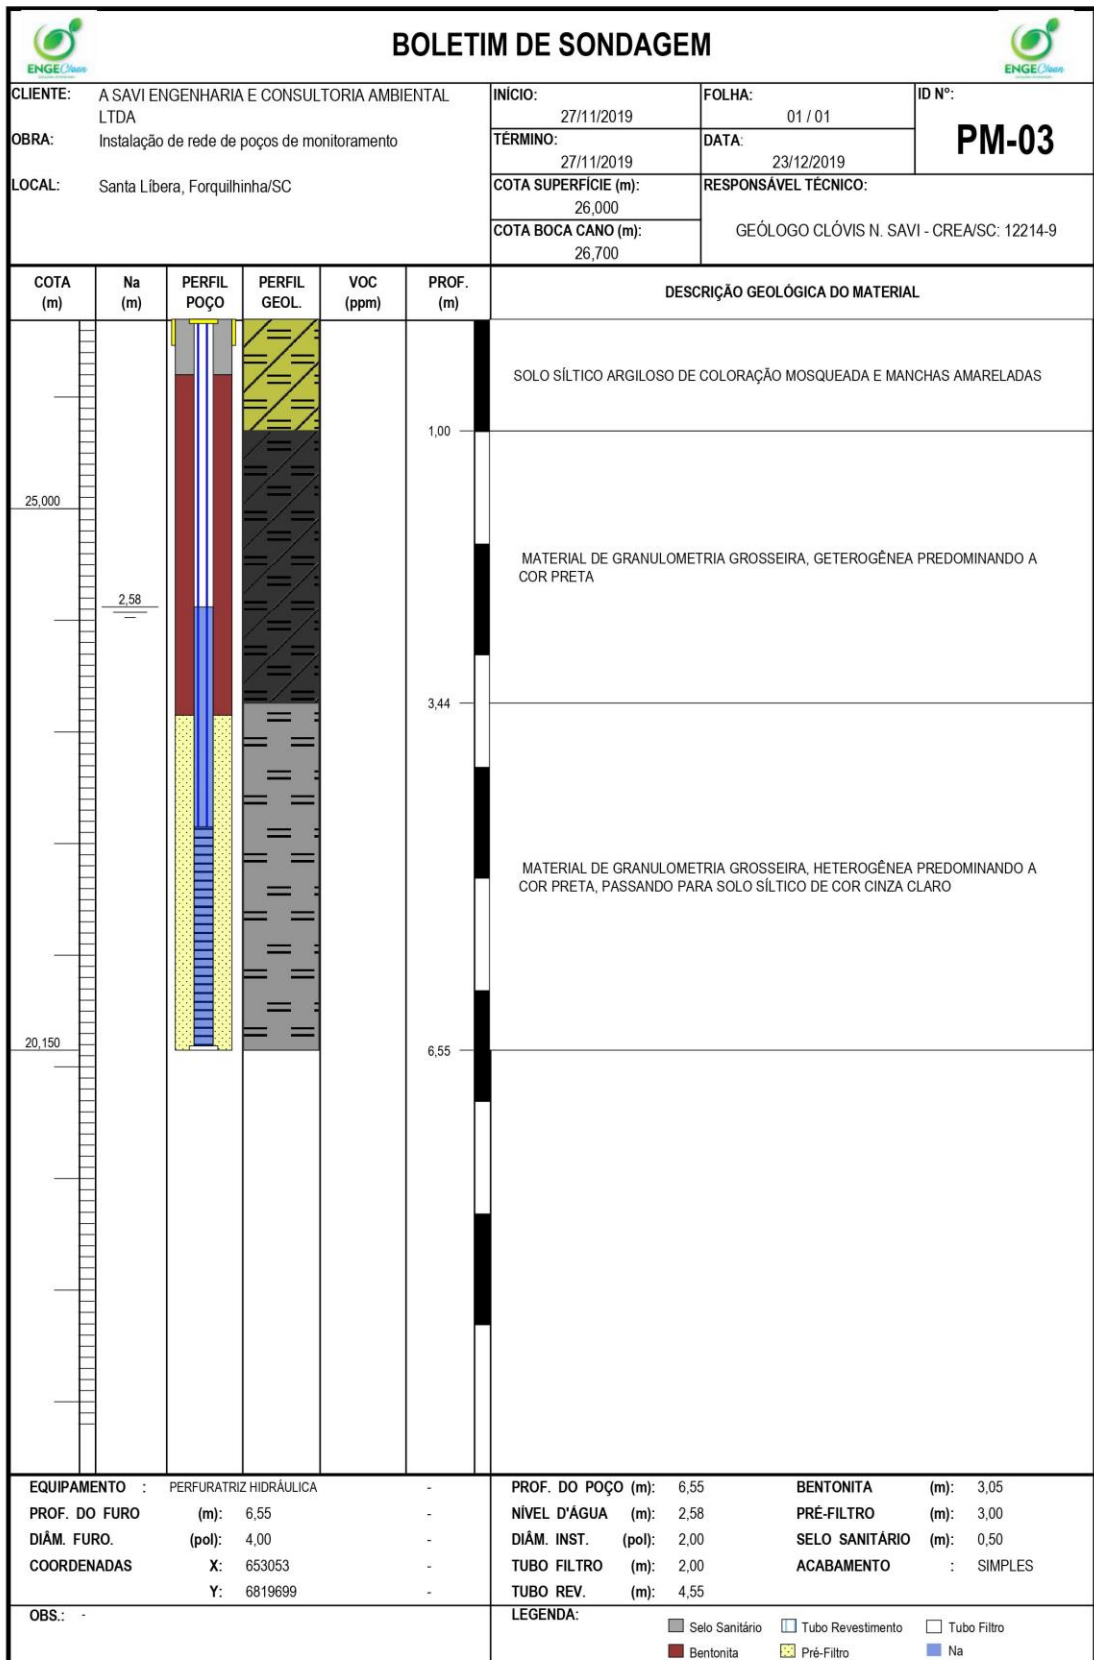 BOLETIM DE SONDAGEM
ENGEClean
ENGEClean
CLIENTE: A SAVI ENGENHARIA E CONSULTORIA AMBIENTAL
LTDA
OBRA: Instalação de rede de poços de monitoramento
LOCAL: Santa Líbera, Forquilhinha/SC
INÍCIO:
27/11/2019
FOLHA:
01 / 01
ID Nº:
PM-03
TÉRMINO:
27/11/2019
DATA:
23/12/2019
COTA SUPERFÍCIE (m):
26,000
RESPONSÁVEL TÉCNICO:
GEÓLOGO CLÓVIS N. SAVI - CREA/SC: 12214-9
COTA BOCA CANO (m):
26,700
COTA
(m)
Na
(m)
PERFIL
POÇO
PERFIL
GEOL.
VOC
(ppm)
PROF.
(m)
DESCRIÇÃO GEOLÓGICA DO MATERIAL
SOLO SÍLTICO ARGILOSO DE COLORAÇÃO MOSQUEADA E MANCHAS AMARELADAS
1,00
25,000
MATERIAL DE GRANULOMETRIA GROSSEIRA, GETEROGÊNEA PREDOMINANDO A
COR PRETA
2,58
3,44
MATERIAL DE GRANULOMETRIA GROSSEIRA, HETEROGÊNEA PREDOMINANDO A
COR PRETA, PASSANDO PARA SOLO SÍLTICO DE COR CINZA CLARO
20,150
6,55
EQUIPAMENTO : PERFURATRIZ HIDRÁULICA -
PROF. DO FURO (m): 6,55 -
DIÂM. FURO. (pol): 4,00 -
COORDENADAS X: 653053 -
Y: 6819699 -
PROF. DO POÇO (m): 6,55 BENTONITA (m): 3,05
NÍVEL D'ÁGUA (m): 2,58 PRÉ-FILTRO (m): 3,00
DIÂM. INST. (pol): 2,00 SELO SANITÁRIO (m): 0,50
TUBO FILTRO (m): 2,00 ACABAMENTO : SIMPLES
TUBO REV. (m): 4,55
OBS.: -
LEGENDA:
Selo Sanitário Tubo Revestimento Tubo Filtro
Bentonita Pré-Filtro Na